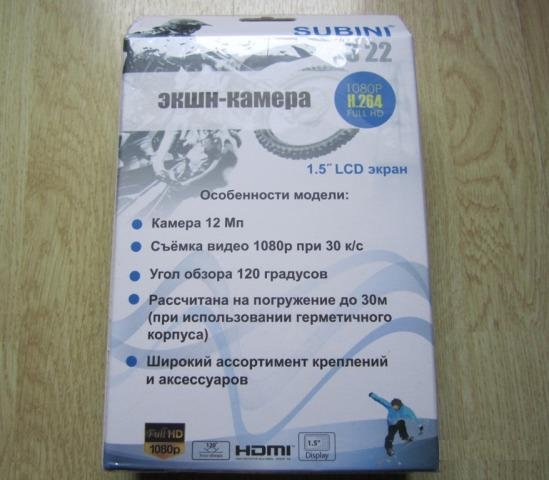 SUBINI
S 22
экшн-камера
1080P
H.264
FULL HD
1.5" LCD экран
Особенности модели:
Камера 12 Мп
Съёмка видео 1080p при 30 к/с
Угол обзора 120 градусов
Рассчитана на погружение до 30м
(при использовании герметичного
корпуса)
Широкий ассортимент креплений
и аксессуаров
Full HD
1080p
120°
HDMI
1.5"
Display